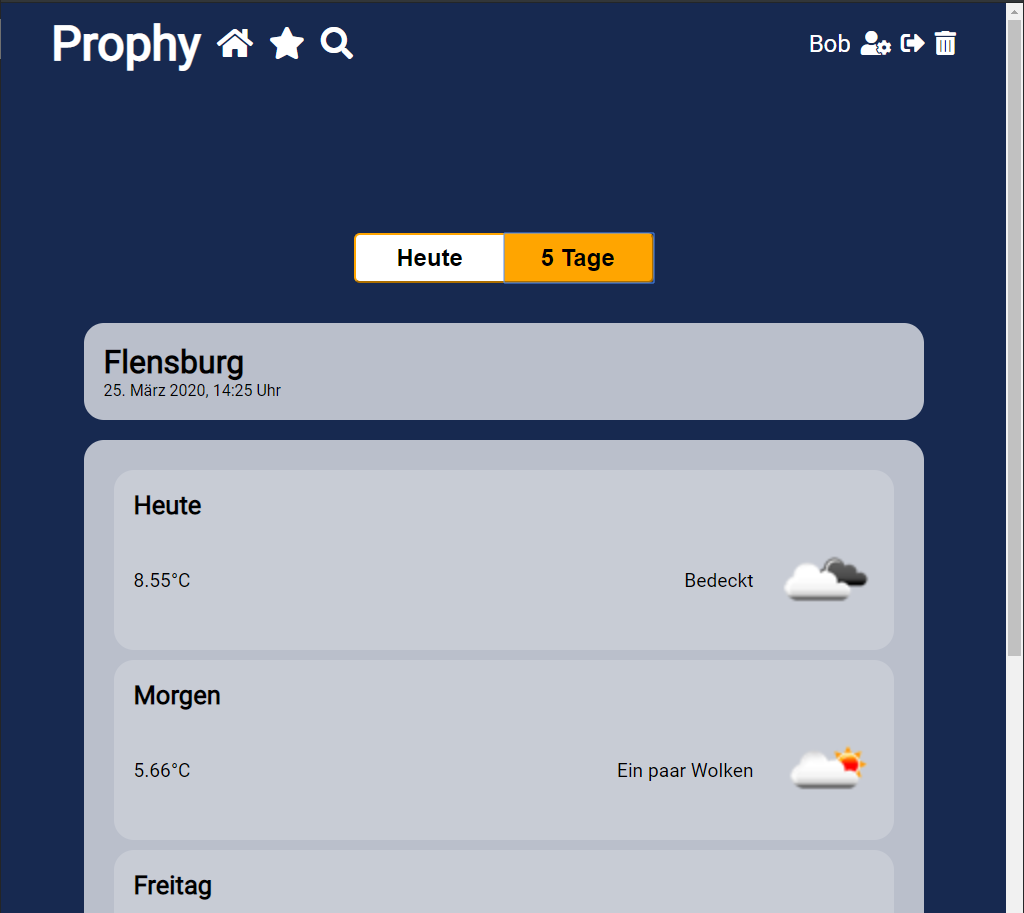 Prophy
Bob
Heute
5 Tage
Flensburg
25. März 2020, 14:25 Uhr
Heute
8.55°C
Bedeckt
Morgen
5.66°C
Ein paar Wolken
Freitag